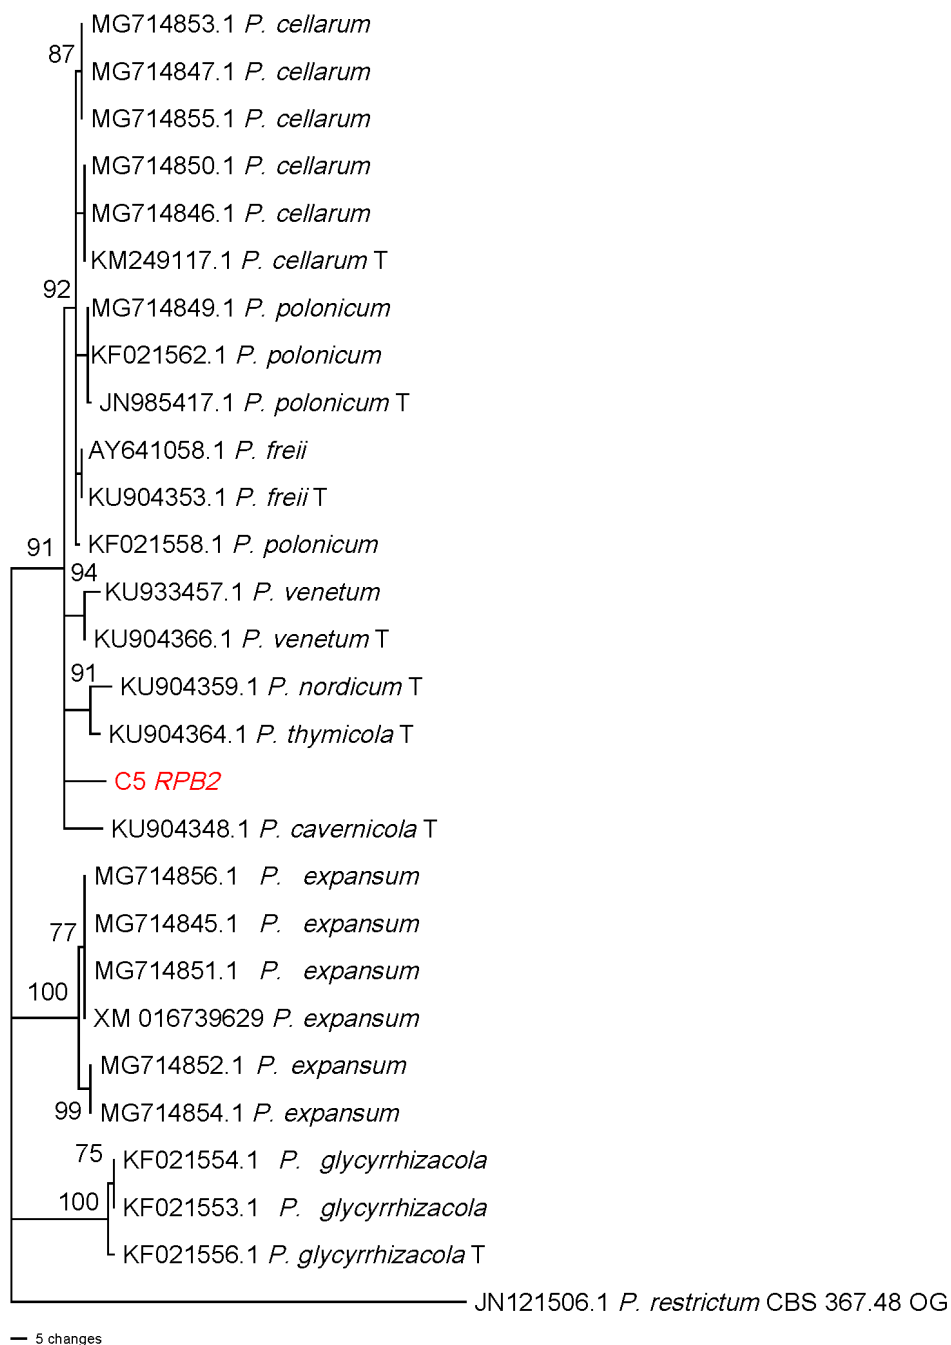 MG714853.1 P. cellarum
87
MG714847.1 P. cellarum
MG714855.1 P. cellarum
MG714850.1 P. cellarum
MG714846.1 P. cellarum
KM249117.1 P. cellarum T
92
MG714849.1 P. polonicum
KF021562.1 P. polonicum
JN985417.1 P. polonicum T
AY641058.1 P. freii
KU904353.1 P. freii T
KF021558.1 P. polonicum
91
94
KU933457.1 P. venetum
KU904366.1 P. venetum T
91
KU904359.1 P. nordicum T
KU904364.1 P. thymicola T
C5 RPB2
KU904348.1 P. cavernicola T
MG714856.1 P. expansum
MG714845.1 P. expansum
77
MG714851.1 P. expansum
100
XM 016739629 P. expansum
MG714852.1 P. expansum
99
MG714854.1 P. expansum
75
KF021554.1 P. glycyrrhizacola
100
KF021553.1 P. glycyrrhizacola
KF021556.1 P. glycyrrhizacola T
JN121506.1 P. restrictum CBS 367.48 OG
5 changes